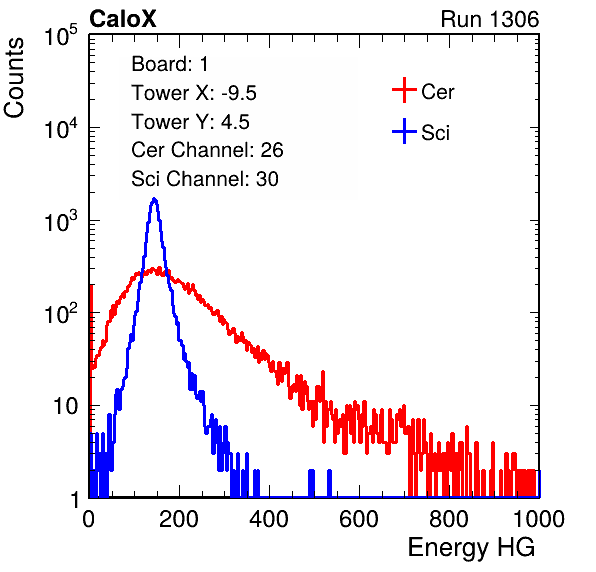 CaloX Run 1306
Counts
10^5
10^4
10^3
10^2
10
1
Board: 1
Tower X: -9.5
Tower Y: 4.5
Cer Channel: 26
Sci Channel: 30
Cer
Sci
0 200 400 600 800 1000
Energy HG